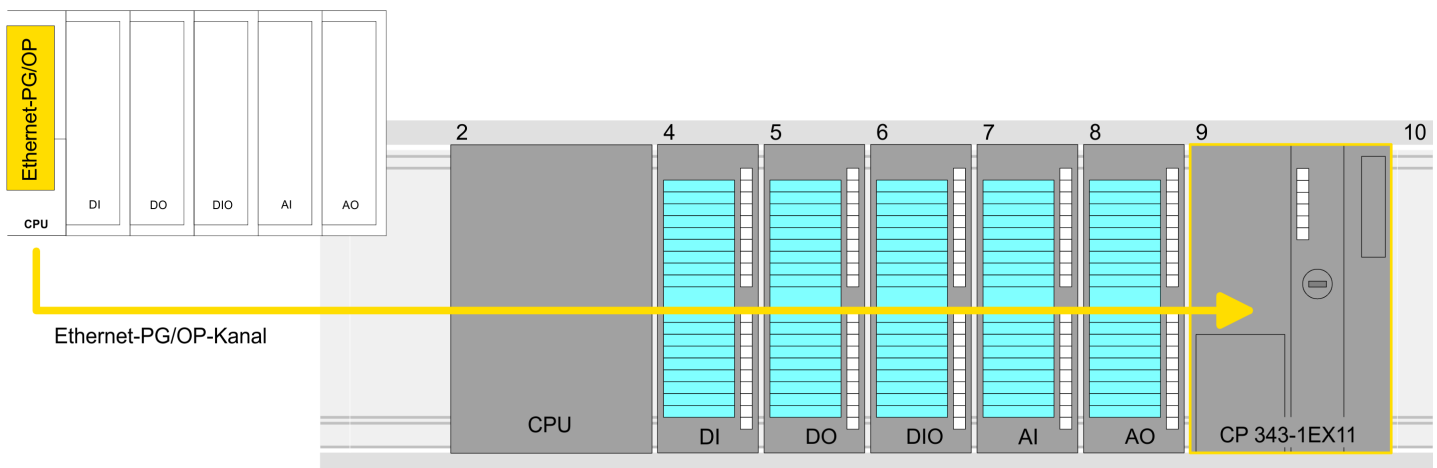 Ethernet-PG/OP
CPU
DI
DO
DIO
AI
AO
Ethernet-PG/OP-Kanal
2
4
5
6
7
8
9
10
CPU
DI
DO
DIO
AI
AO
CP 343-1EX11